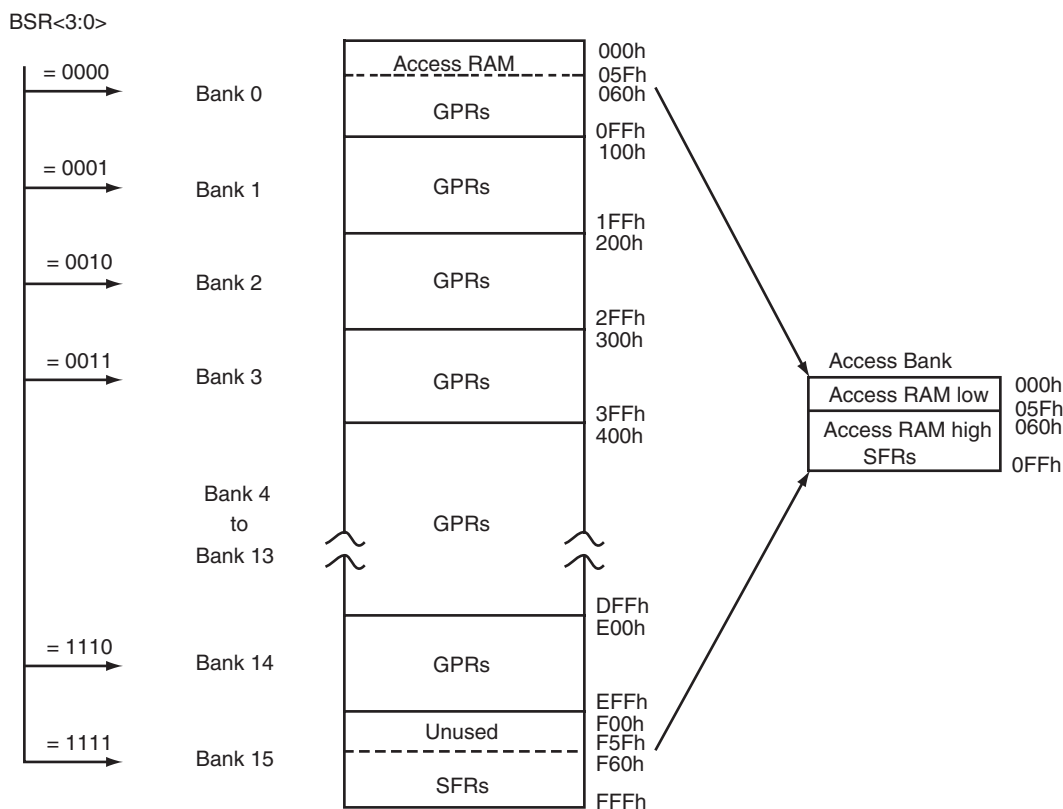 BSR<3:0>
= 0000
Bank 0
Access RAM
GPRs
000h
05Fh
060h
0FFh
100h
= 0001
Bank 1
GPRs
1FFh
200h
= 0010
Bank 2
GPRs
2FFh
300h
= 0011
Bank 3
GPRs
3FFh
400h
Bank 4
to
Bank 13
GPRs
DFFh
E00h
= 1110
Bank 14
GPRs
EFFh
F00h
= 1111
Bank 15
Unused
F5Fh
F60h
SFRs
FFFh
Access Bank
Access RAM low
000h
05Fh
060h
Access RAM high
SFRs
0FFh